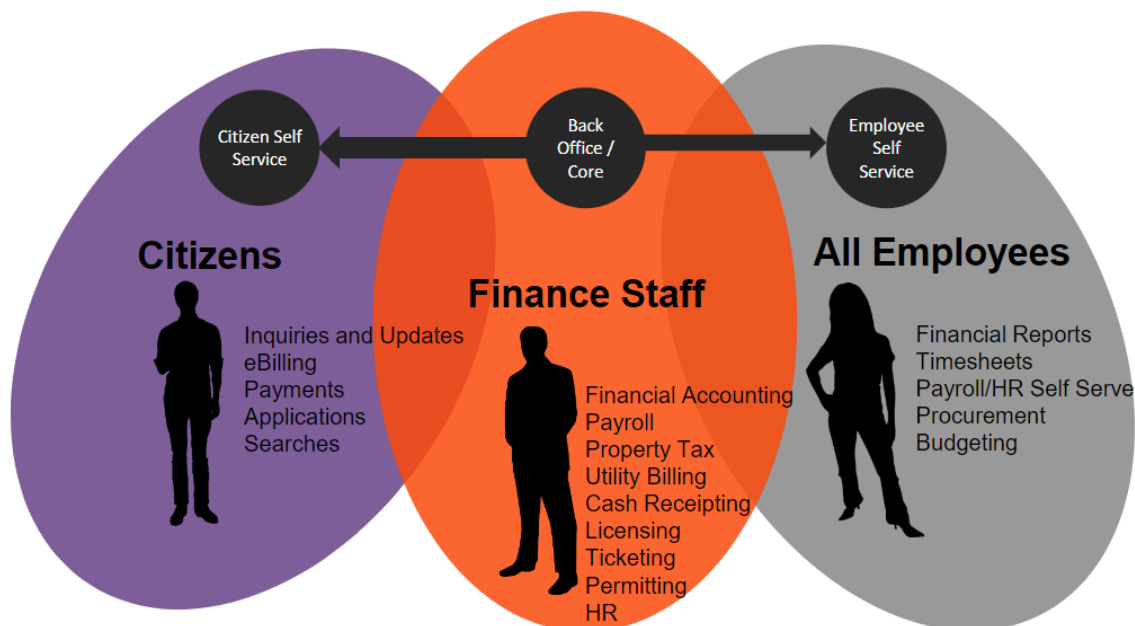 Citizen Self
Service
Back
Office /
Core
Employee
Self
Service
Citizens
Inquiries and Updates
eBilling
Payments
Applications
Searches
Finance Staff
Financial Accounting
Payroll
Property Tax
Utility Billing
Cash Receipting
Licensing
Ticketing
Permitting
HR
All Employees
Financial Reports
Timesheets
Payroll/HR Self Serve
Procurement
Budgeting